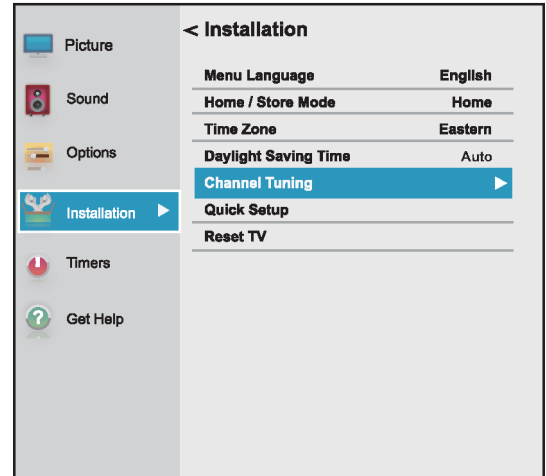 Picture
Sound
Options
Installation
Timers
Get Help
< Installation
Menu Language English
Home / Store Mode Home
Time Zone Eastern
Daylight Saving Time Auto
Channel Tuning
Quick Setup
Reset TV